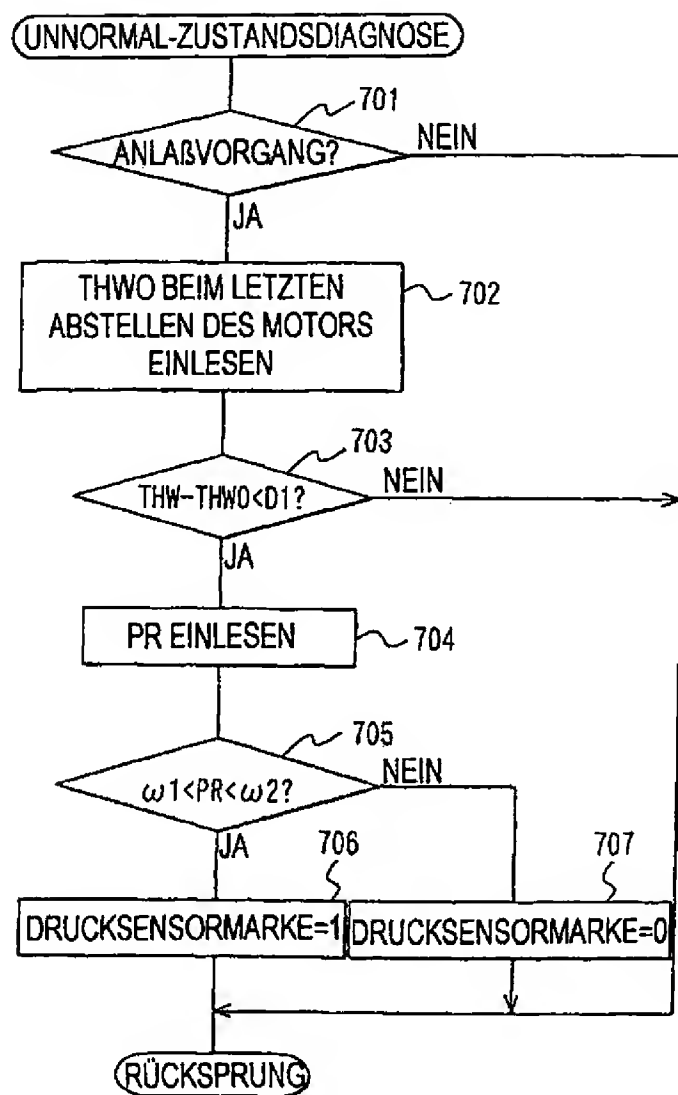 UNNORMAL-ZUSTANDSDIAGNOSE
701
ANLAßVORGANG?
NEIN
JA
THWO BEIM LETZTEN
ABSTELLEN DES MOTORS
EINLESEN
702
703
THW-THWO<D1?
NEIN
JA
PR EINLESEN
704
705
ω1<PR<ω2?
NEIN
JA
706
707
DRUCKSENSORMARKE=1
DRUCKSENSORMARKE=0
RÜCKSPRUNG